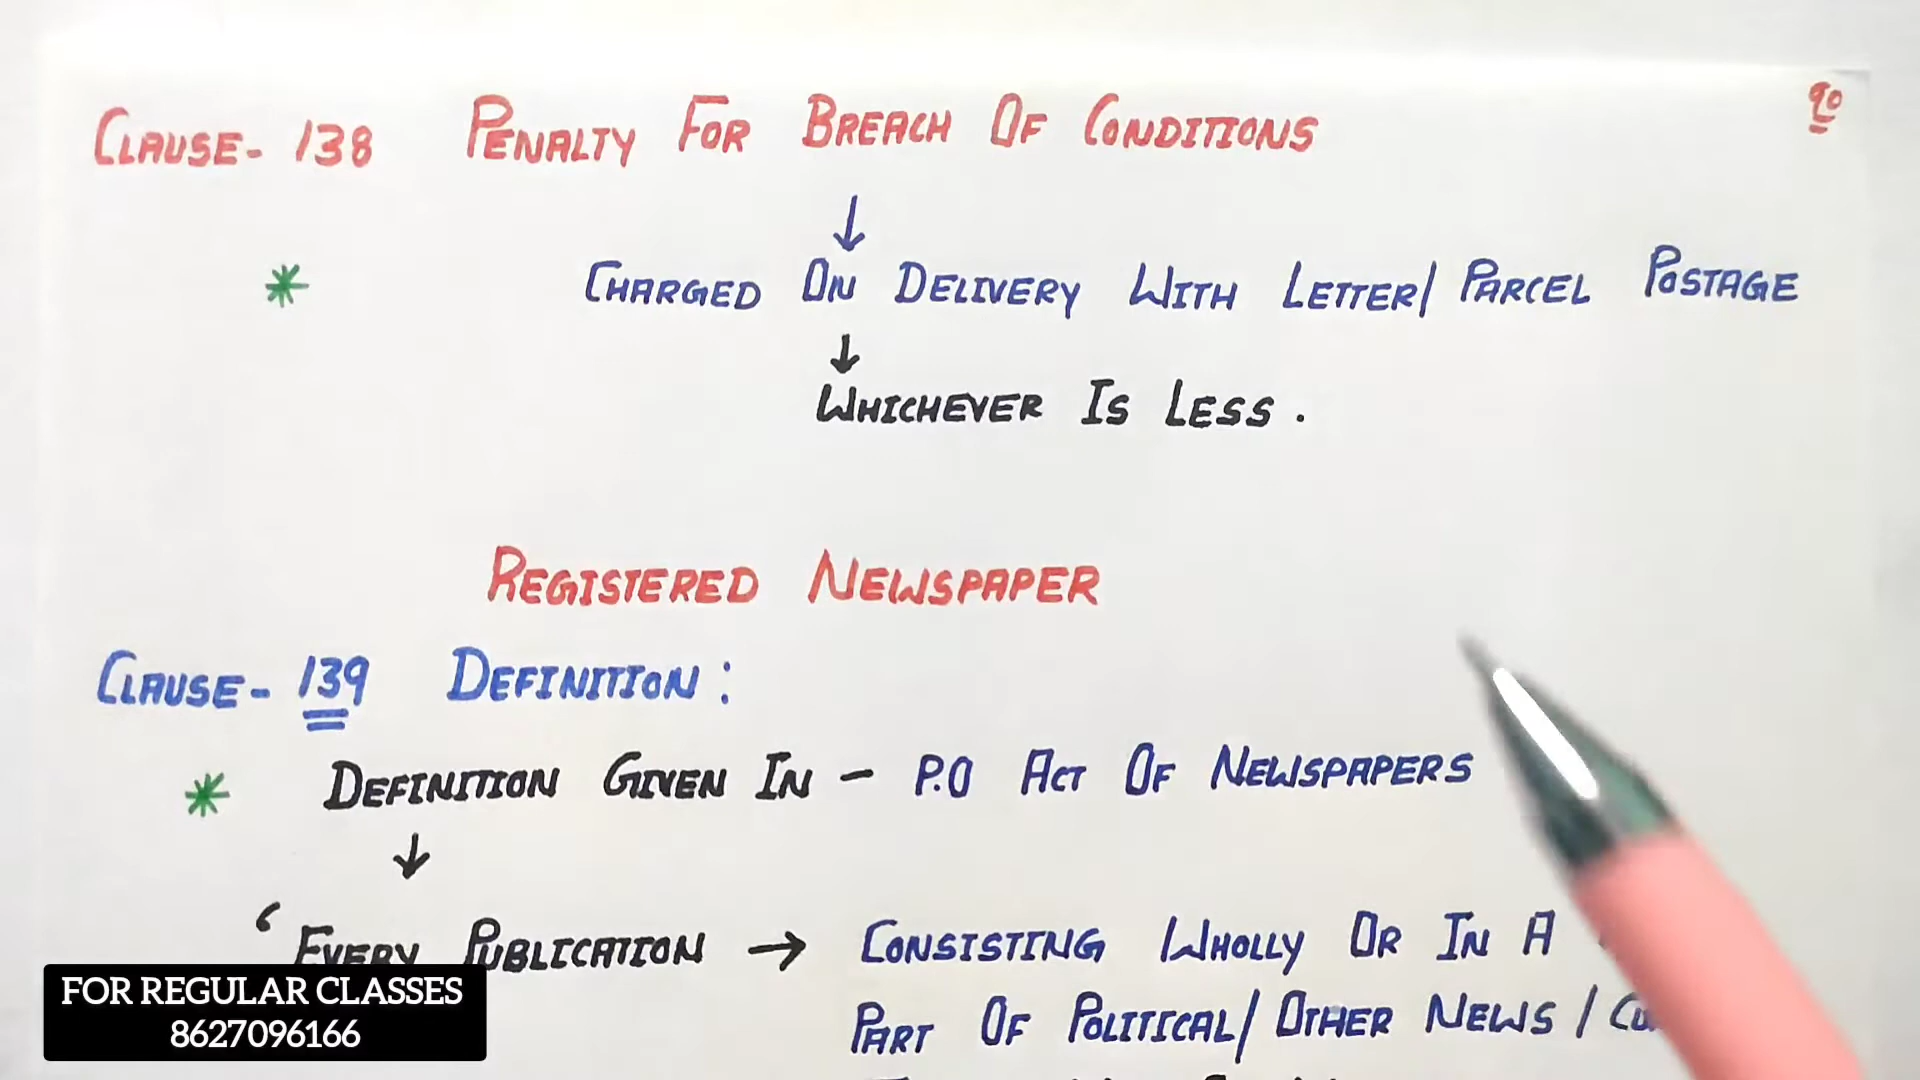 CLAUSE- 138 PENALTY FOR BREACH OF CONDITIONS
90
CHARGED ON DELIVERY WITH LETTER/ PARCEL POSTAGE
WHICHEVER IS LESS.
REGISTERED NEWSPAPER
CLAUSE- 139 DEFINITION:
DEFINITION GIVEN IN – P.O ACT OF NEWSPAPERS
‘ EVERY PUBLICATION → CONSISTING WHOLLY OR IN A
PART OF POLITICAL/ OTHER NEWS /
FOR REGULAR CLASSES
8627096166